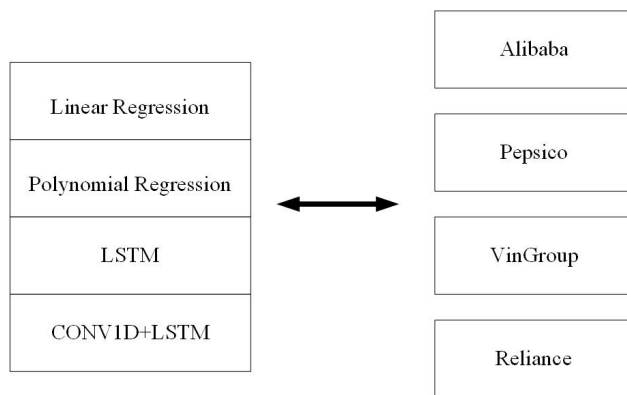 Linear Regression
Polynomial Regression
LSTM
CONV1D+LSTM
Alibaba
Pepsico
VinGroup
Reliance